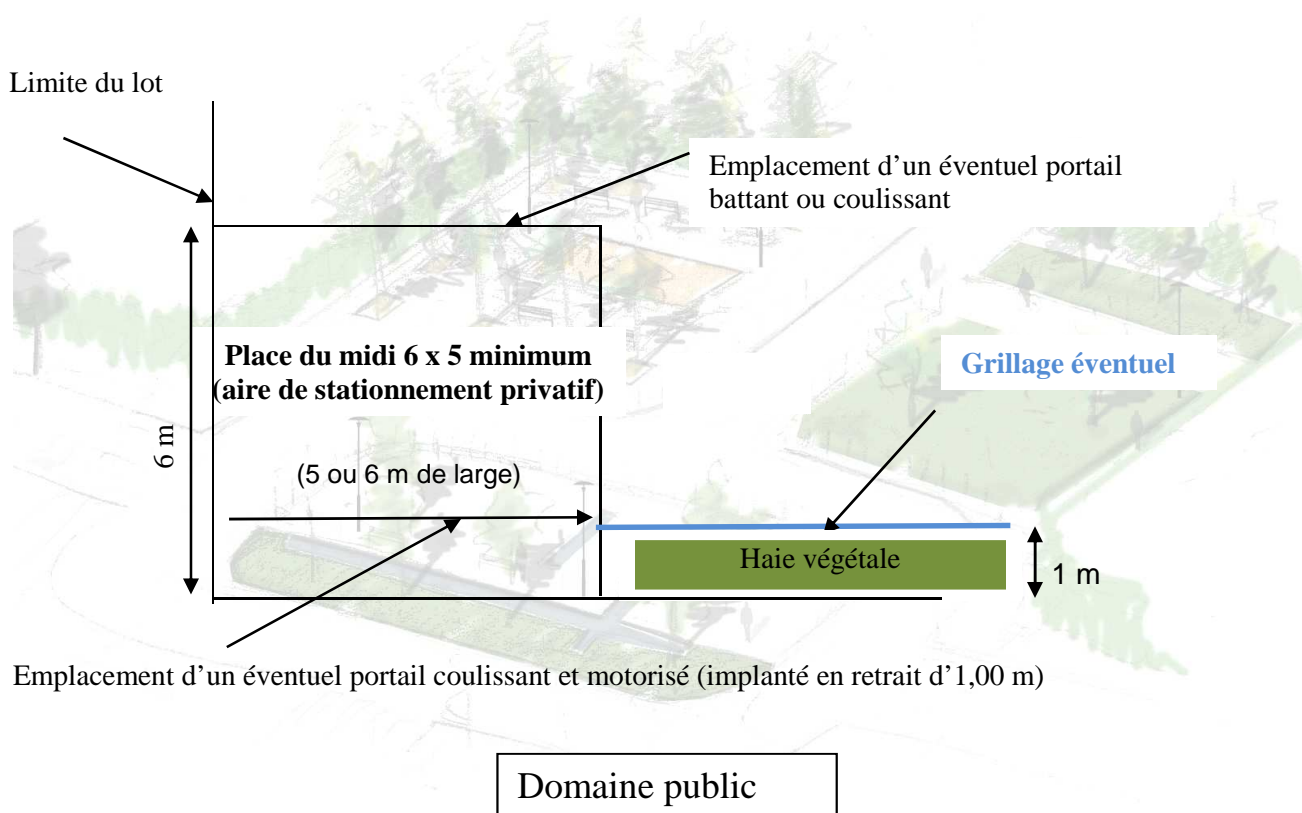 Limite du lot
Emplacement d’un éventuel portail
battant ou coulissant
Place du midi 6 x 5 minimum
(aire de stationnement privatif)
Grillage éventuel
6 m
(5 ou 6 m de large)
Haie végétale
1 m
Emplacement d’un éventuel portail coulissant et motorisé (implanté en retrait d’1,00 m)
Domaine public